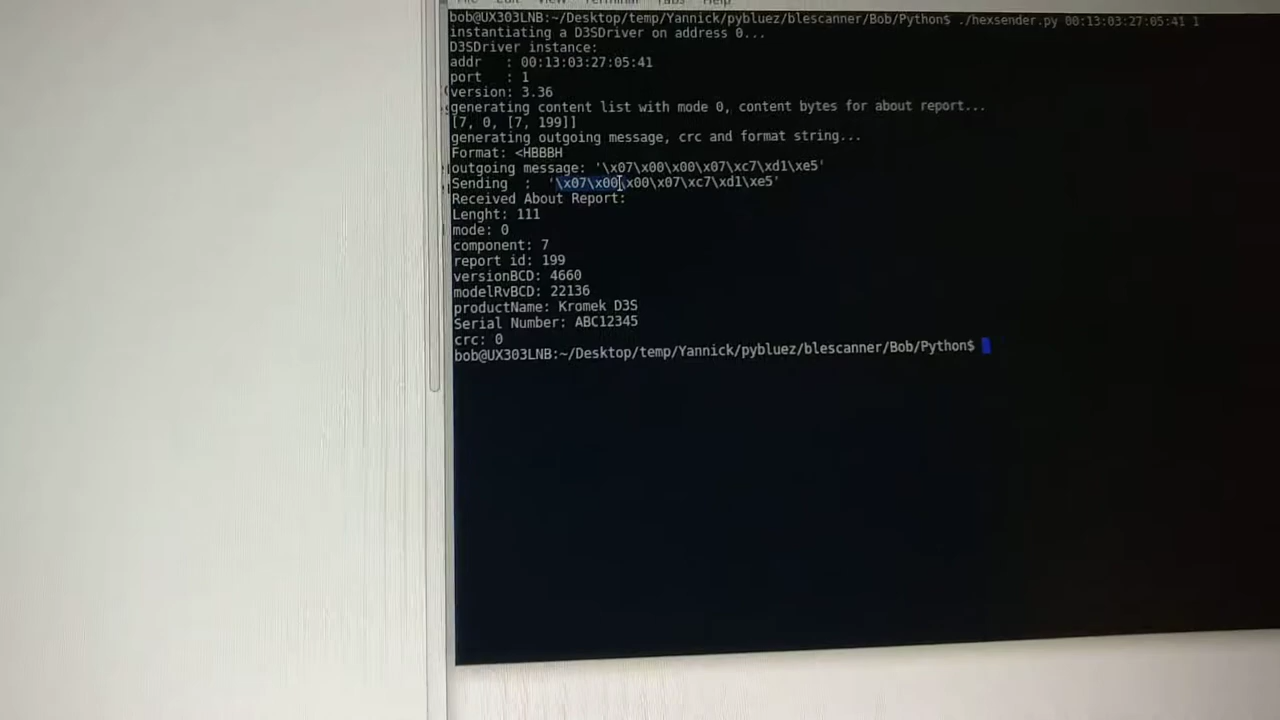 bob@UX303LNB:~/Desktop/temp/Yannick/pybluez/blescanner/Bob/Python$ ./hexsender.py 00:13:03:27:05:41 1
instantiating a D3SDriver on address 0...
D3SDriver instance:
addr   : 00:13:03:27:05:41
port   : 1
version: 3.36
generating content list with mode 0, content bytes for about report...
[7, 0, [7, 199]]
generating outgoing message, crc and format string...
Format: <HBBBH
outgoing message: '\x07\x00\x00\x07\xc7\xd1\xe5'
Sending  :  '\x07\x00\x00\x07\xc7\xd1\xe5'
Received About Report:
Lenght: 111
mode: 0
component: 7
report id: 199
versionBCD: 4660
modelRvBCD: 22136
productName: Kromek D3S
Serial Number: ABC12345
crc: 0
bob@UX303LNB:~/Desktop/temp/Yannick/pybluez/blescanner/Bob/Python$